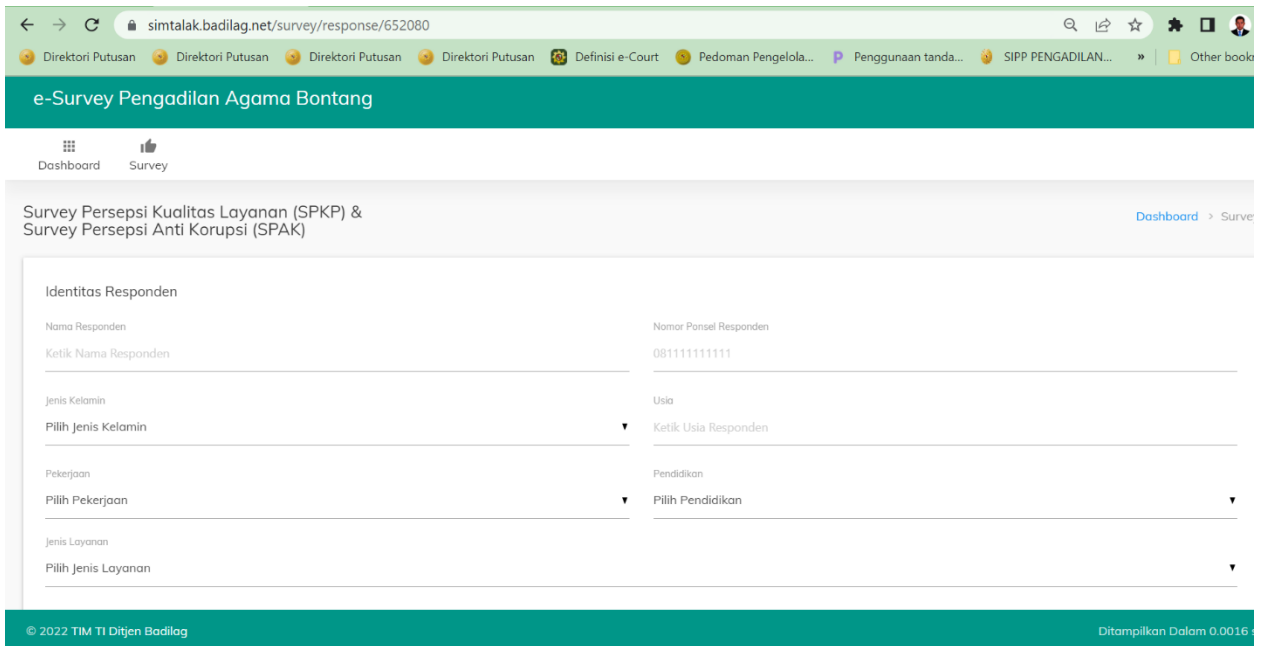 simtalak.badilag.net/survey/response/652080
Direktori Putusan Direktori Putusan Direktori Putusan Direktori Putusan Definisi e-Court Pedoman Pengelola... Penggunaan tanda... SIPP PENGADILAN... » Other bookr
e-Survey Pengadilan Agama Bontang
Dashboard Survey
Survey Persepsi Kualitas Layanan (SPKP) &
Survey Persepsi Anti Korupsi (SPAK)
Dashboard > Survey
Identitas Responden
Nama Responden Nomor Ponsel Responden
Ketik Nama Responden 081111111111
Jenis Kelamin Usia
Pilih Jenis Kelamin Ketik Usia Responden
Pekerjaan Pendidikan
Pilih Pekerjaan Pilih Pendidikan
Jenis Layanan
Pilih Jenis Layanan
© 2022 TIM TI Ditjen Badilag Ditampilkan Dalam 0.0016 s